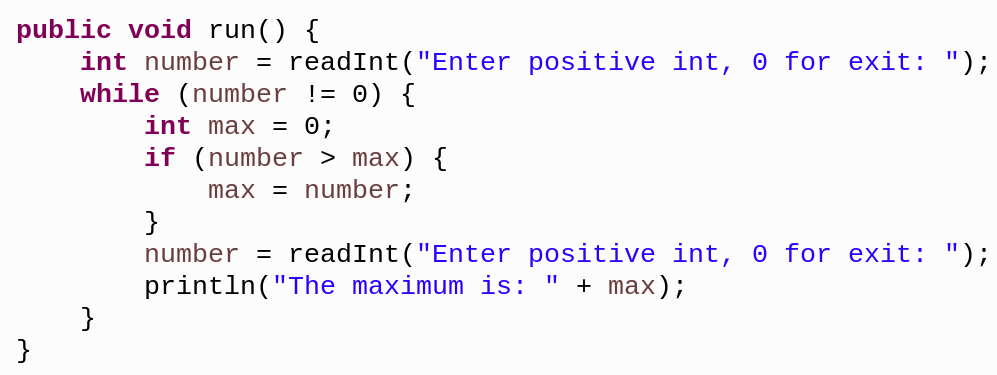 public void run() {
    int number = readInt("Enter positive int, 0 for exit: ");
    while (number != 0) {
        int max = 0;
        if (number > max) {
            max = number;
        }
        number = readInt("Enter positive int, 0 for exit: ");
        println("The maximum is: " + max);
    }
}